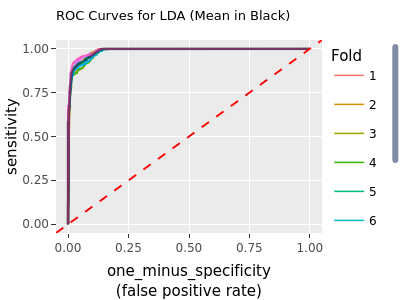 ROC Curves for LDA (Mean in Black)
1.00
0.75
0.50
0.25
0.00
sensitivity
0.00 0.25 0.50 0.75 1.00
one_minus_specificity
(false positive rate)
Fold
1
2
3
4
5
6